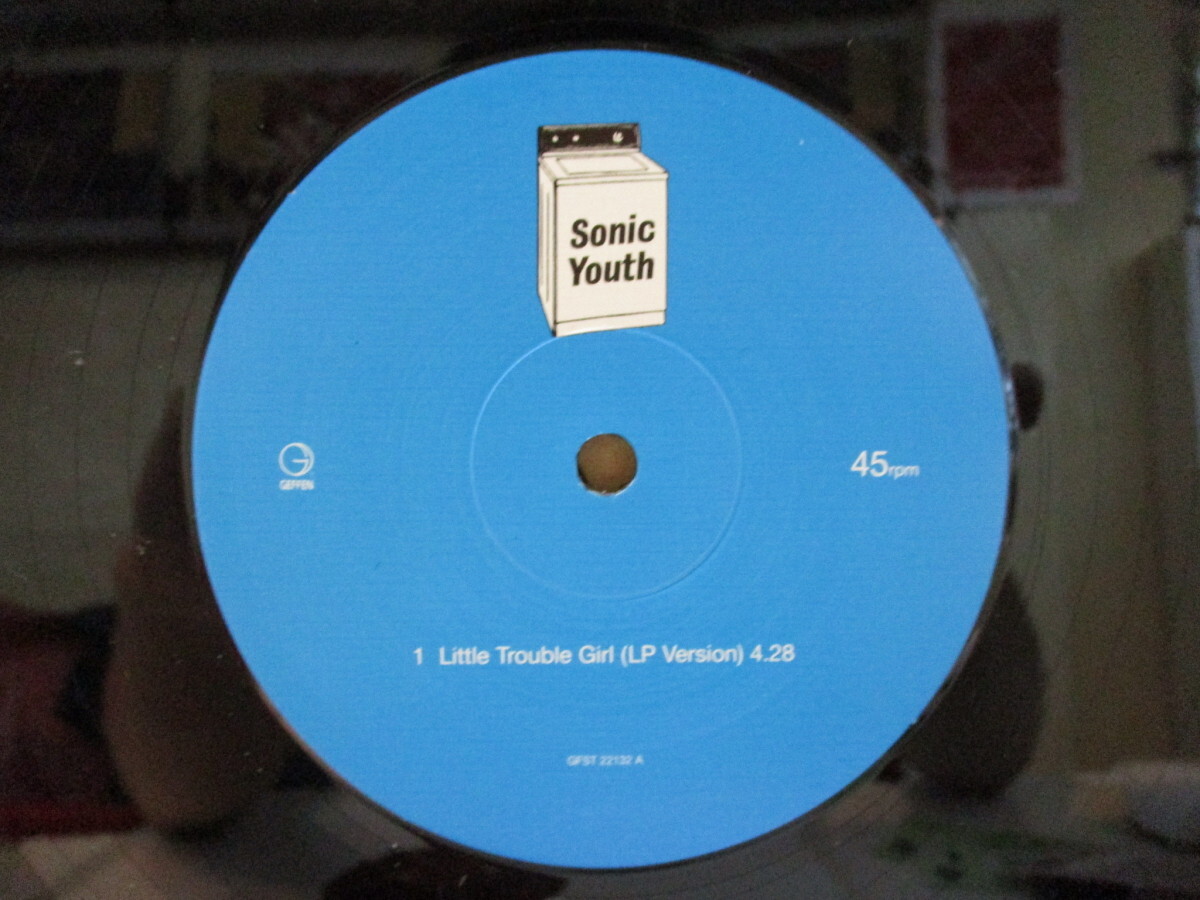 Sonic
Youth
GEFFEN
45rpm
1 Little Trouble Girl (LP Version) 4.28
GFST 22132 A